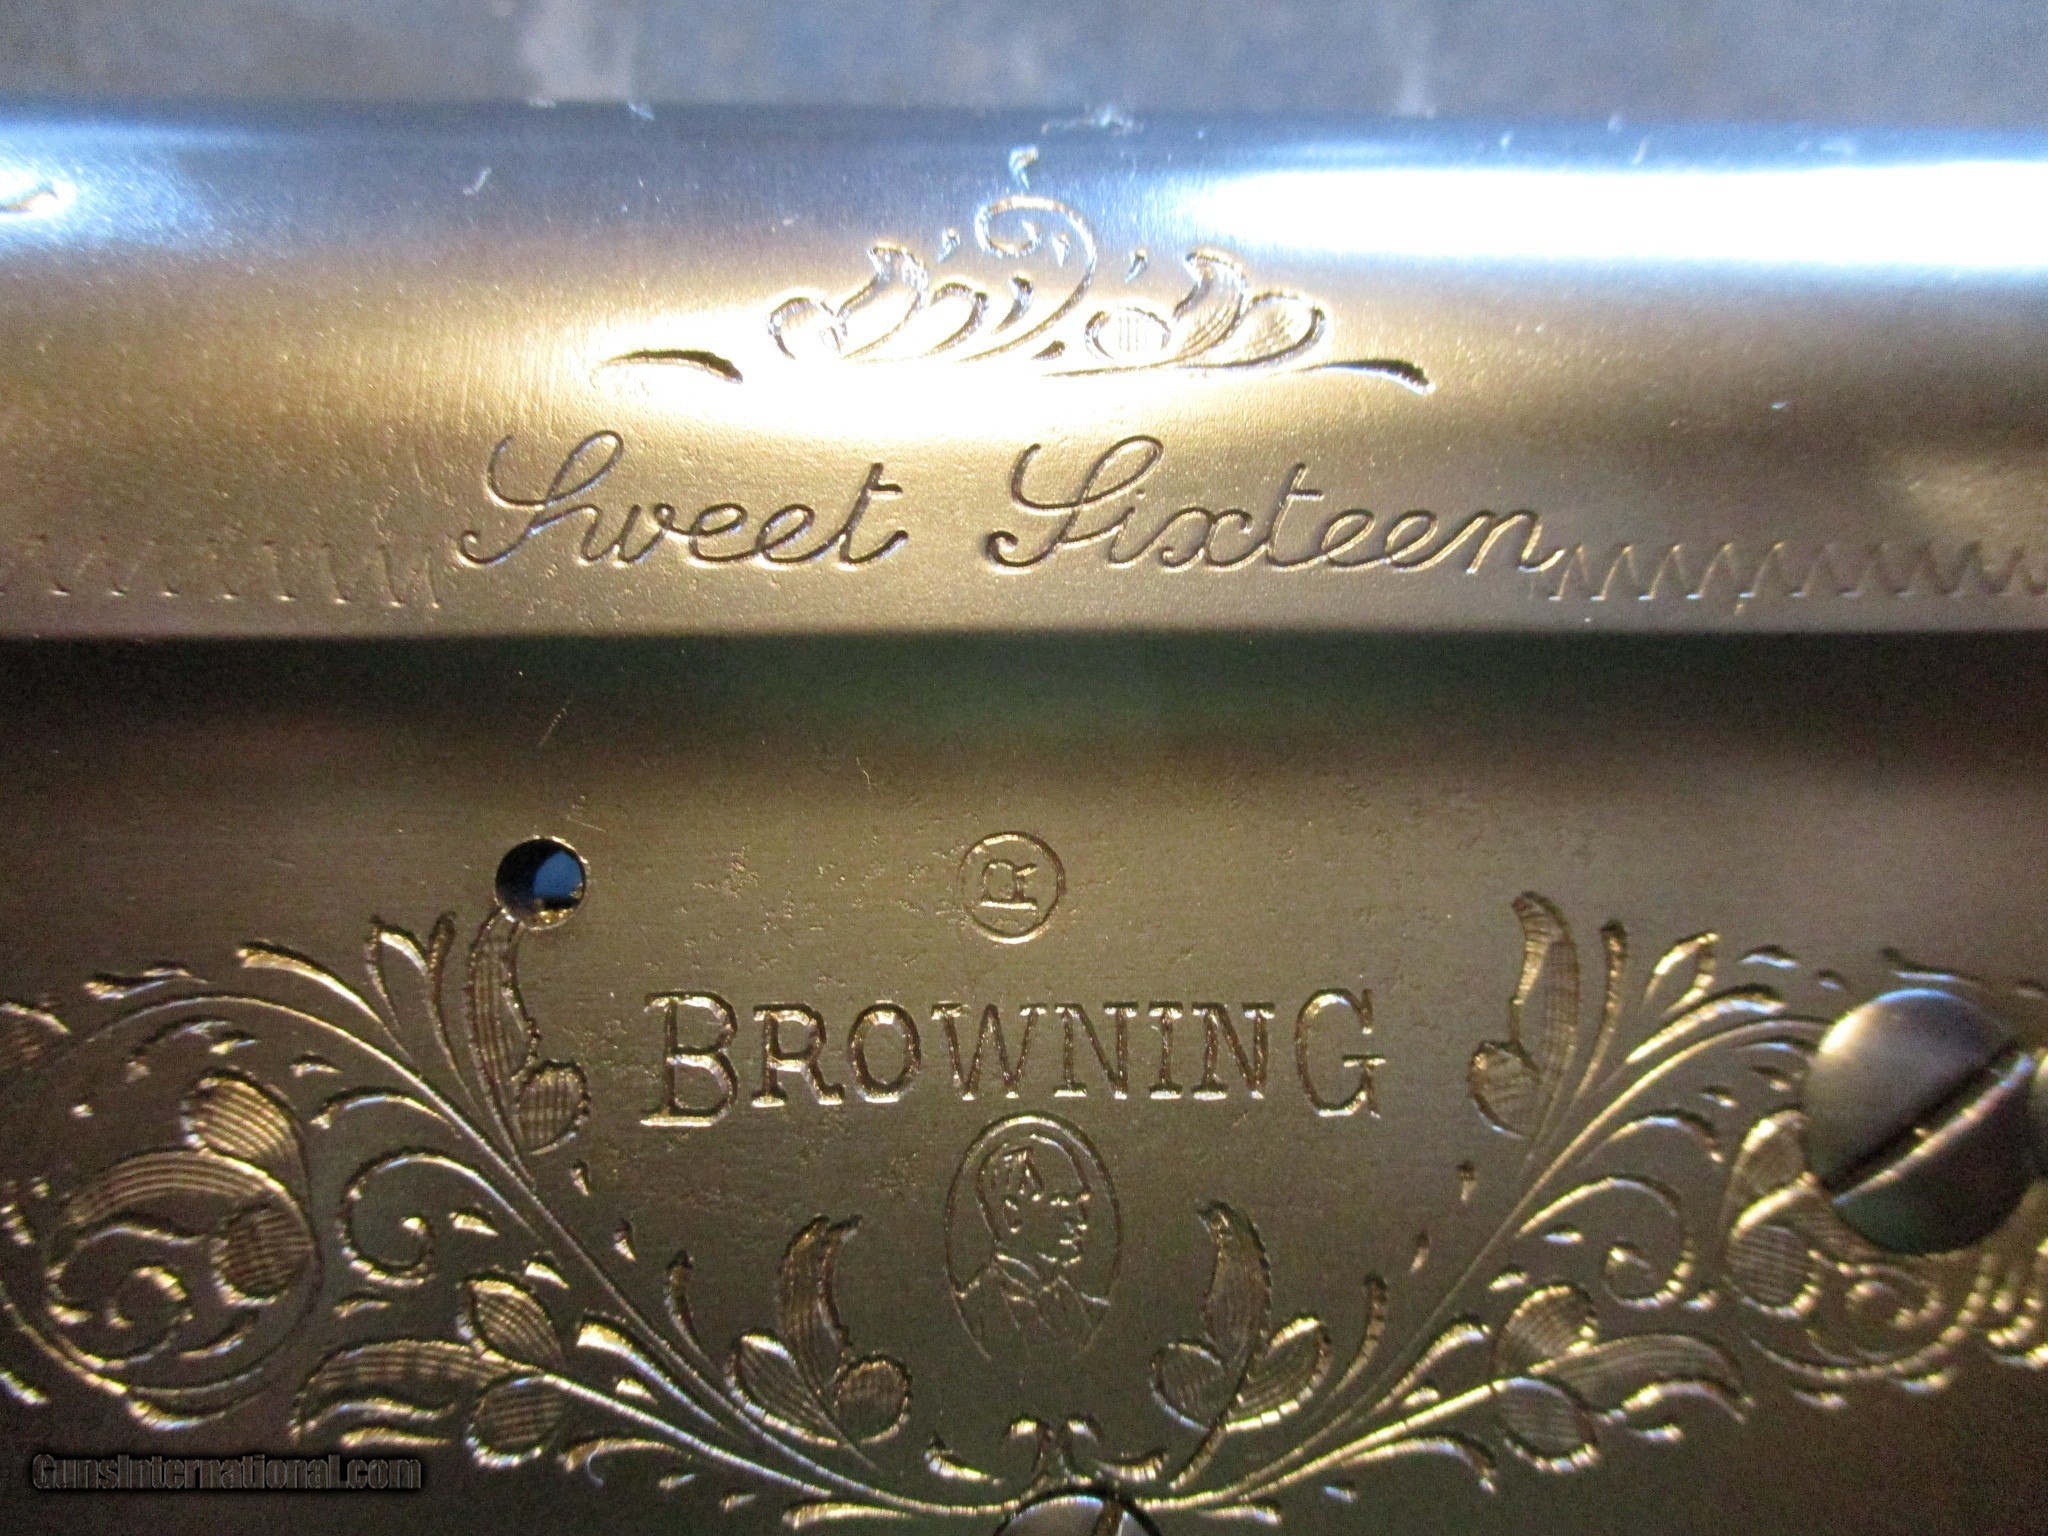 Sweet Sixteen
BROWNING
GunsInternational.com